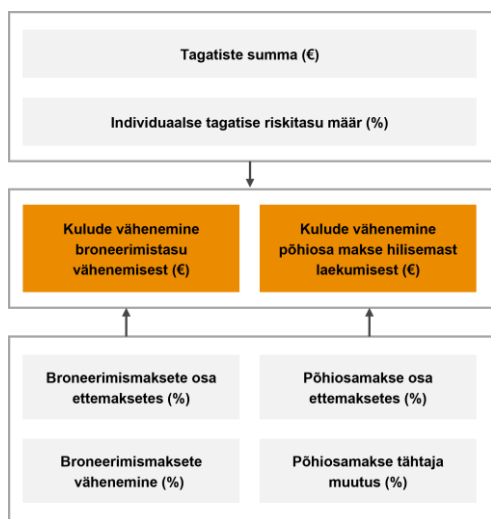 Tagatiste summa (€)
Individuaalse tagatise riskitasu määr (%)
Kulude vähenemine
broneerimistasu
vähenemisest (€)
Kulude vähenemine
põhiosa makse hilisemast
laekumisest (€)
Broneerimismaksete osa
ettemaksetes (%)
Põhiosamakse osa
ettemaksetes (%)
Broneerimismaksete
vähenemine (%)
Põhiosamakse tähtaja
muutus (%)